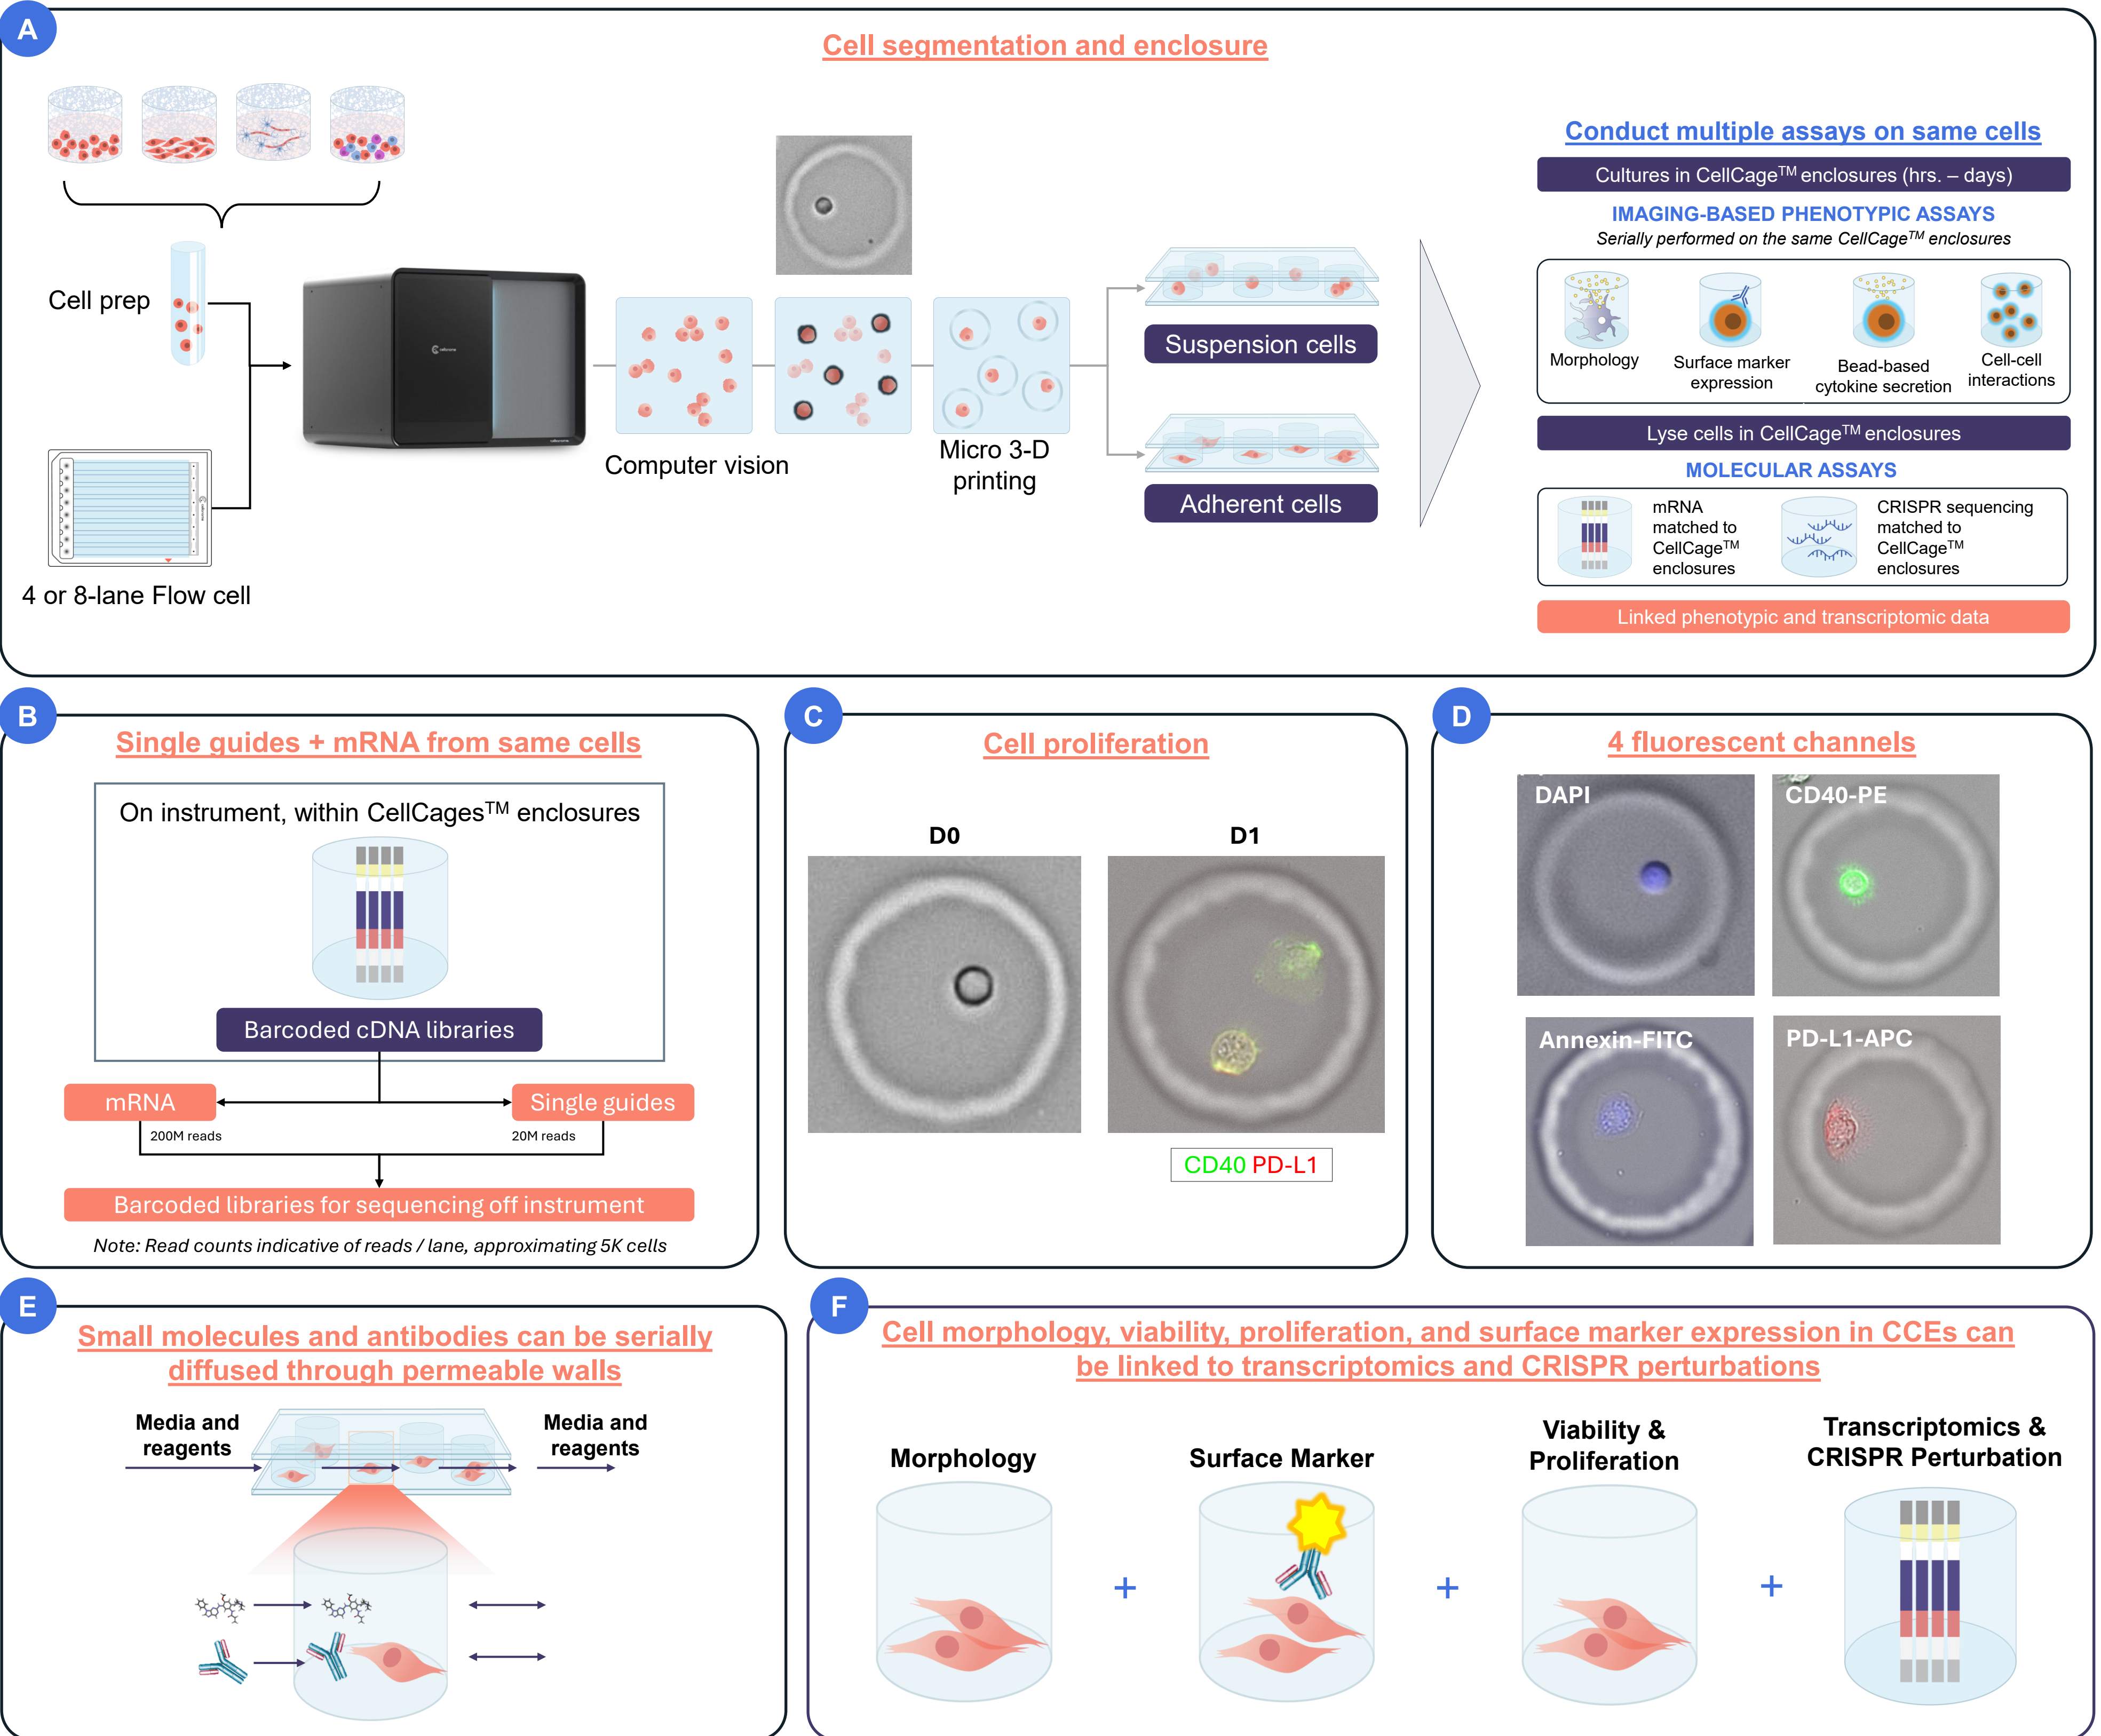 A
Cell segmentation and enclosure
Cell prep
4 or 8-lane Flow cell
Computer vision
Micro 3-D
printing
Suspension cells
Adherent cells
Conduct multiple assays on same cells
Cultures in CellCage™ enclosures (hrs. – days)
IMAGING-BASED PHENOTYPIC ASSAYS
Serially performed on the same CellCage™ enclosures
Morphology
Surface marker
expression
Bead-based
cytokine secretion
Cell-cell
interactions
Lyse cells in CellCage™ enclosures
MOLECULAR ASSAYS
mRNA
matched to
CellCage™
enclosures
CRISPR sequencing
matched to
CellCage™
enclosures
Linked phenotypic and transcriptomic data
B
Single guides + mRNA from same cells
On instrument, within CellCages™ enclosures
Barcoded cDNA libraries
mRNA
Single guides
200M reads
20M reads
Barcoded libraries for sequencing off instrument
Note: Read counts indicative of reads / lane, approximating 5K cells
C
Cell proliferation
D0
D1
CD40 PD-L1
D
4 fluorescent channels
DAPI
CD40-PE
Annexin-FITC
PD-L1-APC
E
Small molecules and antibodies can be serially
diffused through permeable walls
Media and
reagents
Media and
reagents
F
Cell morphology, viability, proliferation, and surface marker expression in CCEs can
be linked to transcriptomics and CRISPR perturbations
Morphology
Surface Marker
Viability &
Proliferation
Transcriptomics &
CRISPR Perturbation
+
+
+